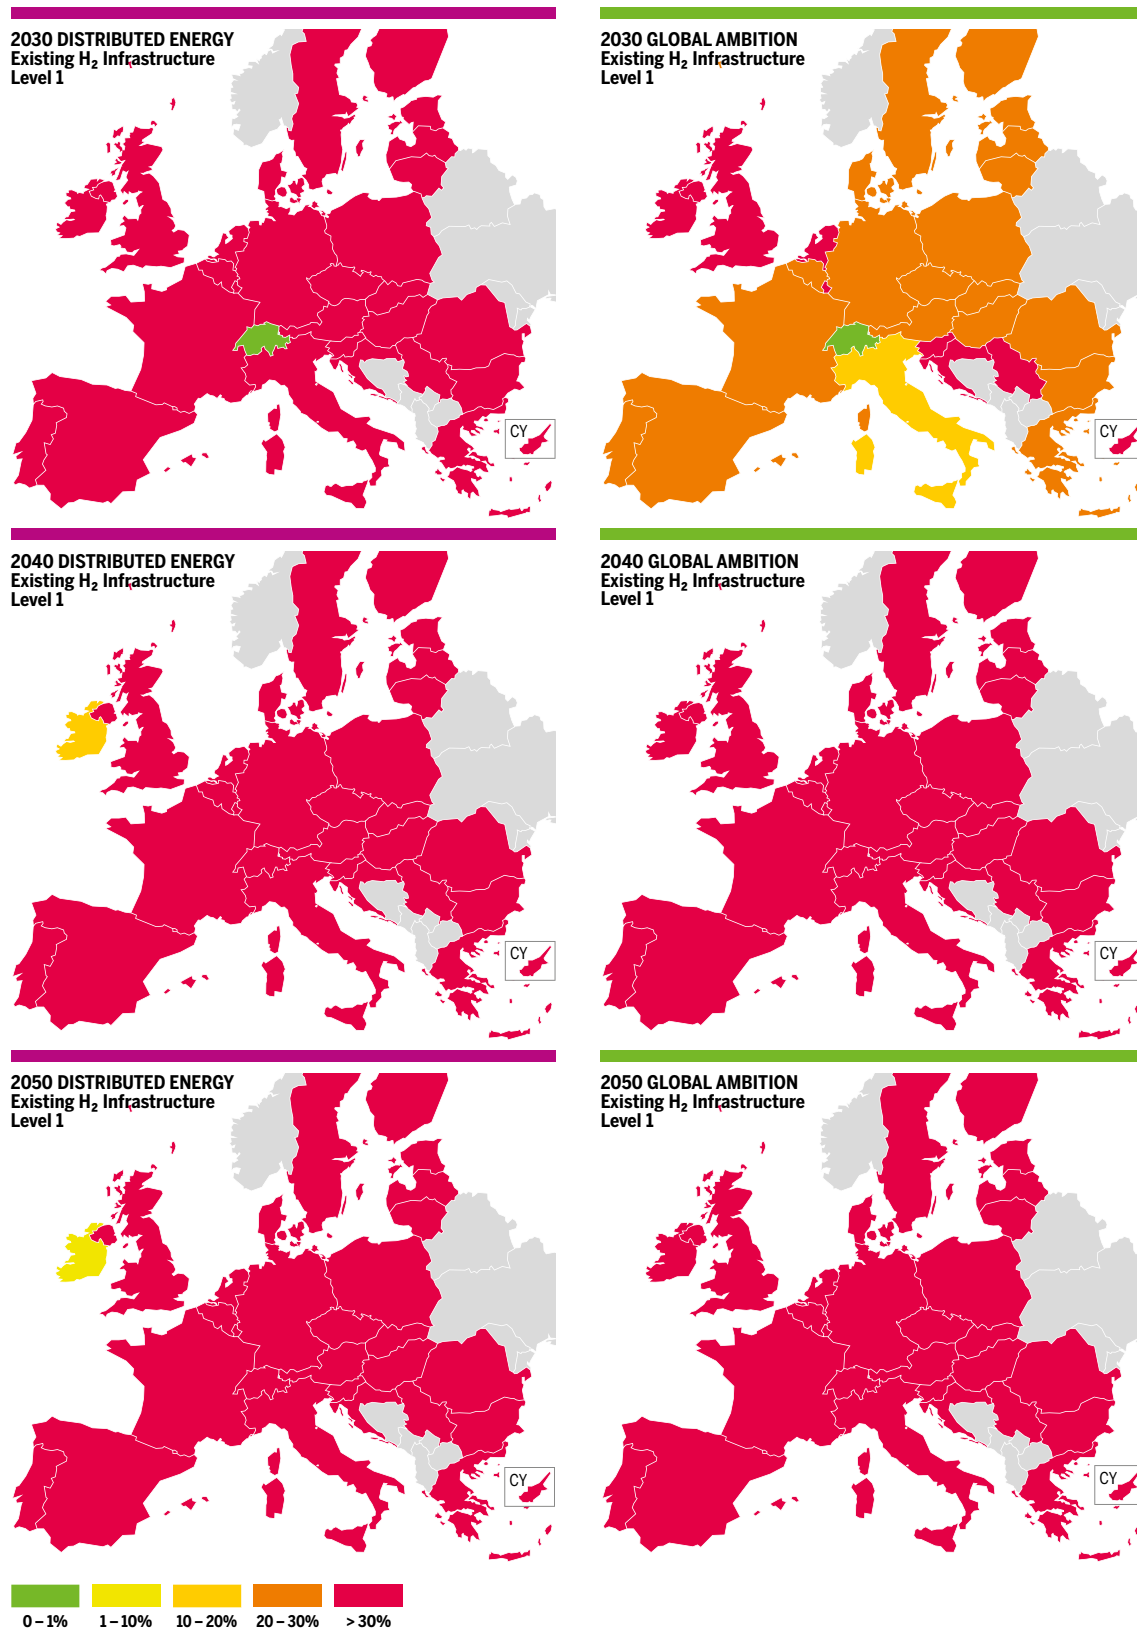 2030 DISTRIBUTED ENERGY
Existing H₂ Infrastructure
Level 1
CY
2030 GLOBAL AMBITION
Existing H₂ Infrastructure
Level 1
CY
2040 DISTRIBUTED ENERGY
Existing H₂ Infrastructure
Level 1
CY
2040 GLOBAL AMBITION
Existing H₂ Infrastructure
Level 1
CY
2050 DISTRIBUTED ENERGY
Existing H₂ Infrastructure
Level 1
CY
2050 GLOBAL AMBITION
Existing H₂ Infrastructure
Level 1
CY
0 – 1% 1 – 10% 10 – 20% 20 – 30% > 30%